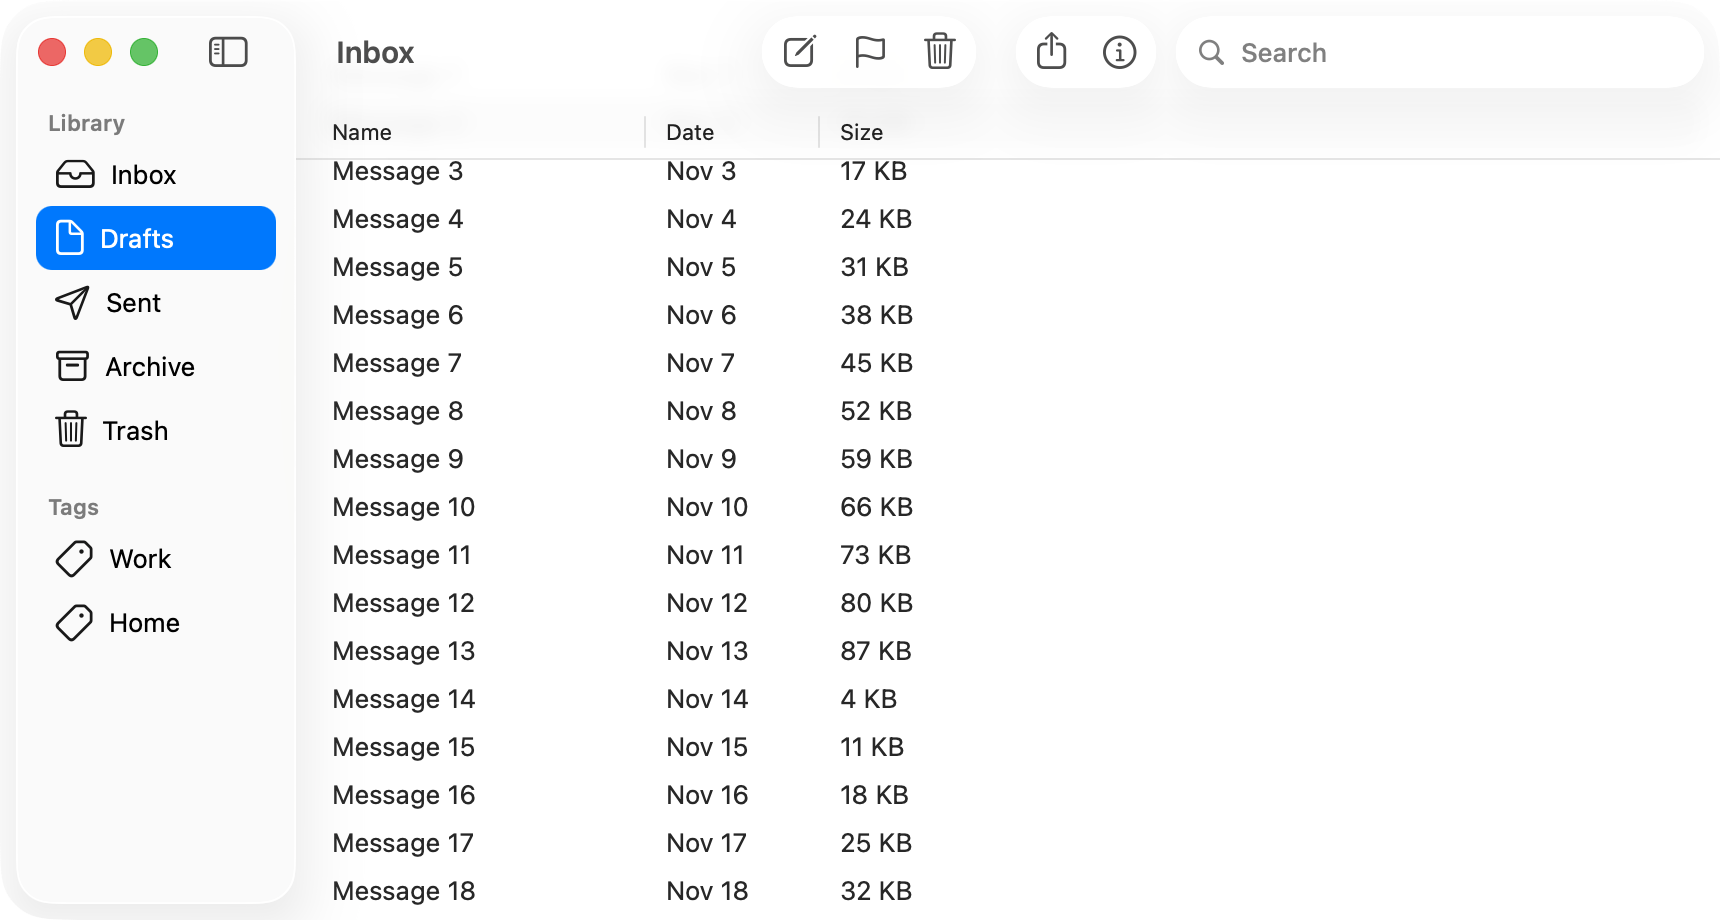 Inbox
Search
Library
Inbox
Drafts
Sent
Archive
Trash
Tags
Work
Home
Name Date Size
Message 3 Nov 3 17 KB
Message 4 Nov 4 24 KB
Message 5 Nov 5 31 KB
Message 6 Nov 6 38 KB
Message 7 Nov 7 45 KB
Message 8 Nov 8 52 KB
Message 9 Nov 9 59 KB
Message 10 Nov 10 66 KB
Message 11 Nov 11 73 KB
Message 12 Nov 12 80 KB
Message 13 Nov 13 87 KB
Message 14 Nov 14 4 KB
Message 15 Nov 15 11 KB
Message 16 Nov 16 18 KB
Message 17 Nov 17 25 KB
Message 18 Nov 18 32 KB